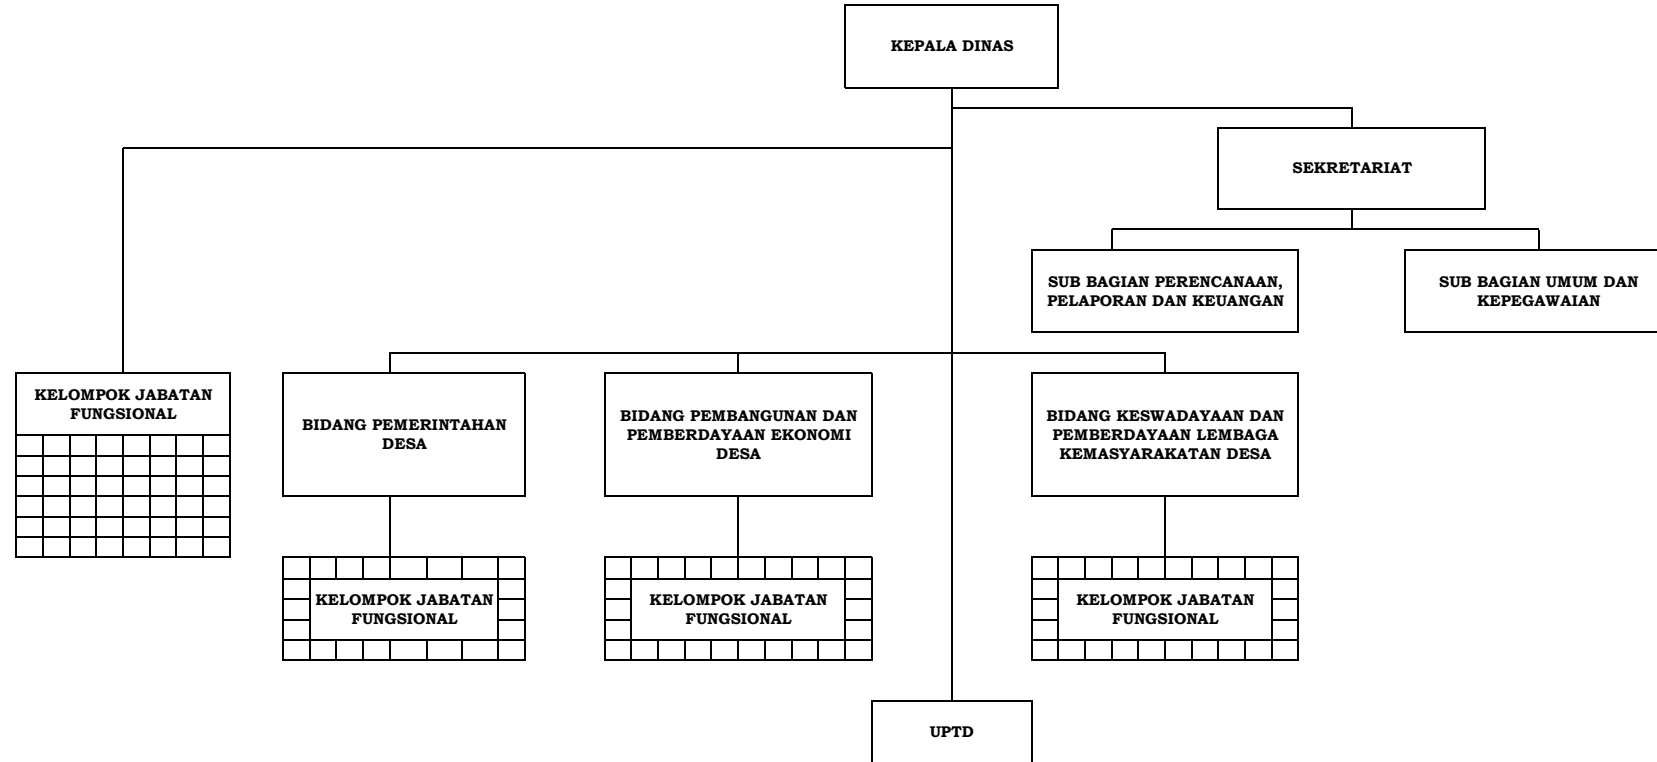 KEPALA DINAS
SEKRETARIAT
SUB BAGIAN PERENCANAAN,
PELAPORAN DAN KEUANGAN
SUB BAGIAN UMUM DAN
KEPEGAWAIAN
KELOMPOK JABATAN
FUNGSIONAL
BIDANG PEMERINTAHAN
DESA
BIDANG PEMBANGUNAN DAN
PEMBERDAYAAN EKONOMI
DESA
BIDANG KESWADAYAAN DAN
PEMBERDAYAAN LEMBAGA
KEMASYARAKATAN DESA
KELOMPOK JABATAN
FUNGSIONAL
KELOMPOK JABATAN
FUNGSIONAL
KELOMPOK JABATAN
FUNGSIONAL
UPTD